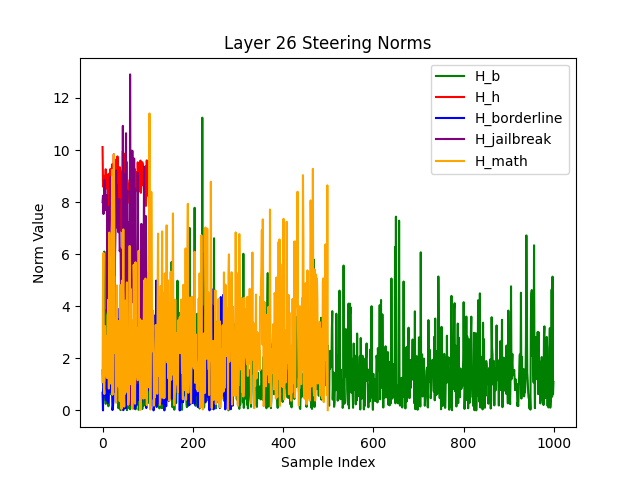 Layer 26 Steering Norms
H_b
H_h
H_borderline
H_jailbreak
H_math
Norm Value
12
10
8
6
4
2
0
0
200
400
600
800
1000
Sample Index